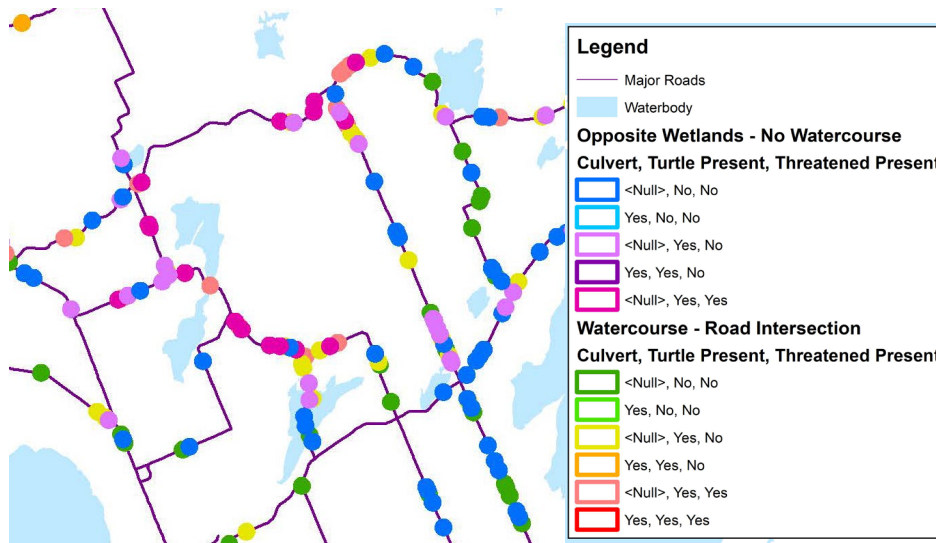 Legend
Major Roads
Waterbody
Opposite Wetlands - No Watercourse
Culvert, Turtle Present, Threatened Present
<Null>, No, No
Yes, No, No
<Null>, Yes, No
Yes, Yes, No
<Null>, Yes, Yes
Watercourse - Road Intersection
Culvert, Turtle Present, Threatened Present
<Null>, No, No
Yes, No, No
<Null>, Yes, No
Yes, Yes, No
<Null>, Yes, Yes
Yes, Yes, Yes